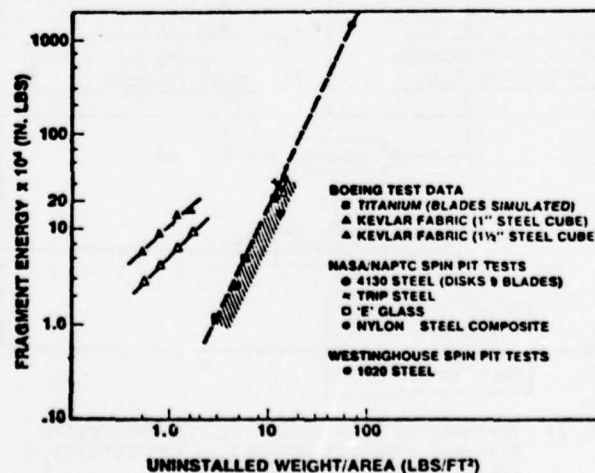 FRAGMENT ENERGY x 10⁴ (IN. LBS)
1000
100
20
10
1.0
.10
1.0
10
100
UNINSTALLED WEIGHT/AREA (LBS/FT²)
BOEING TEST DATA
TITANIUM (BLADES SIMULATED)
KEVLAR FABRIC (1" STEEL CUBE)
KEVLAR FABRIC (1½" STEEL CUBE)
NASA/NAPTC SPIN PIT TESTS
4130 STEEL (DISKS & BLADES)
TRIP STEEL
'E' GLASS
NYLON STEEL COMPOSITE
WESTINGHOUSE SPIN PIT TESTS
1020 STEEL